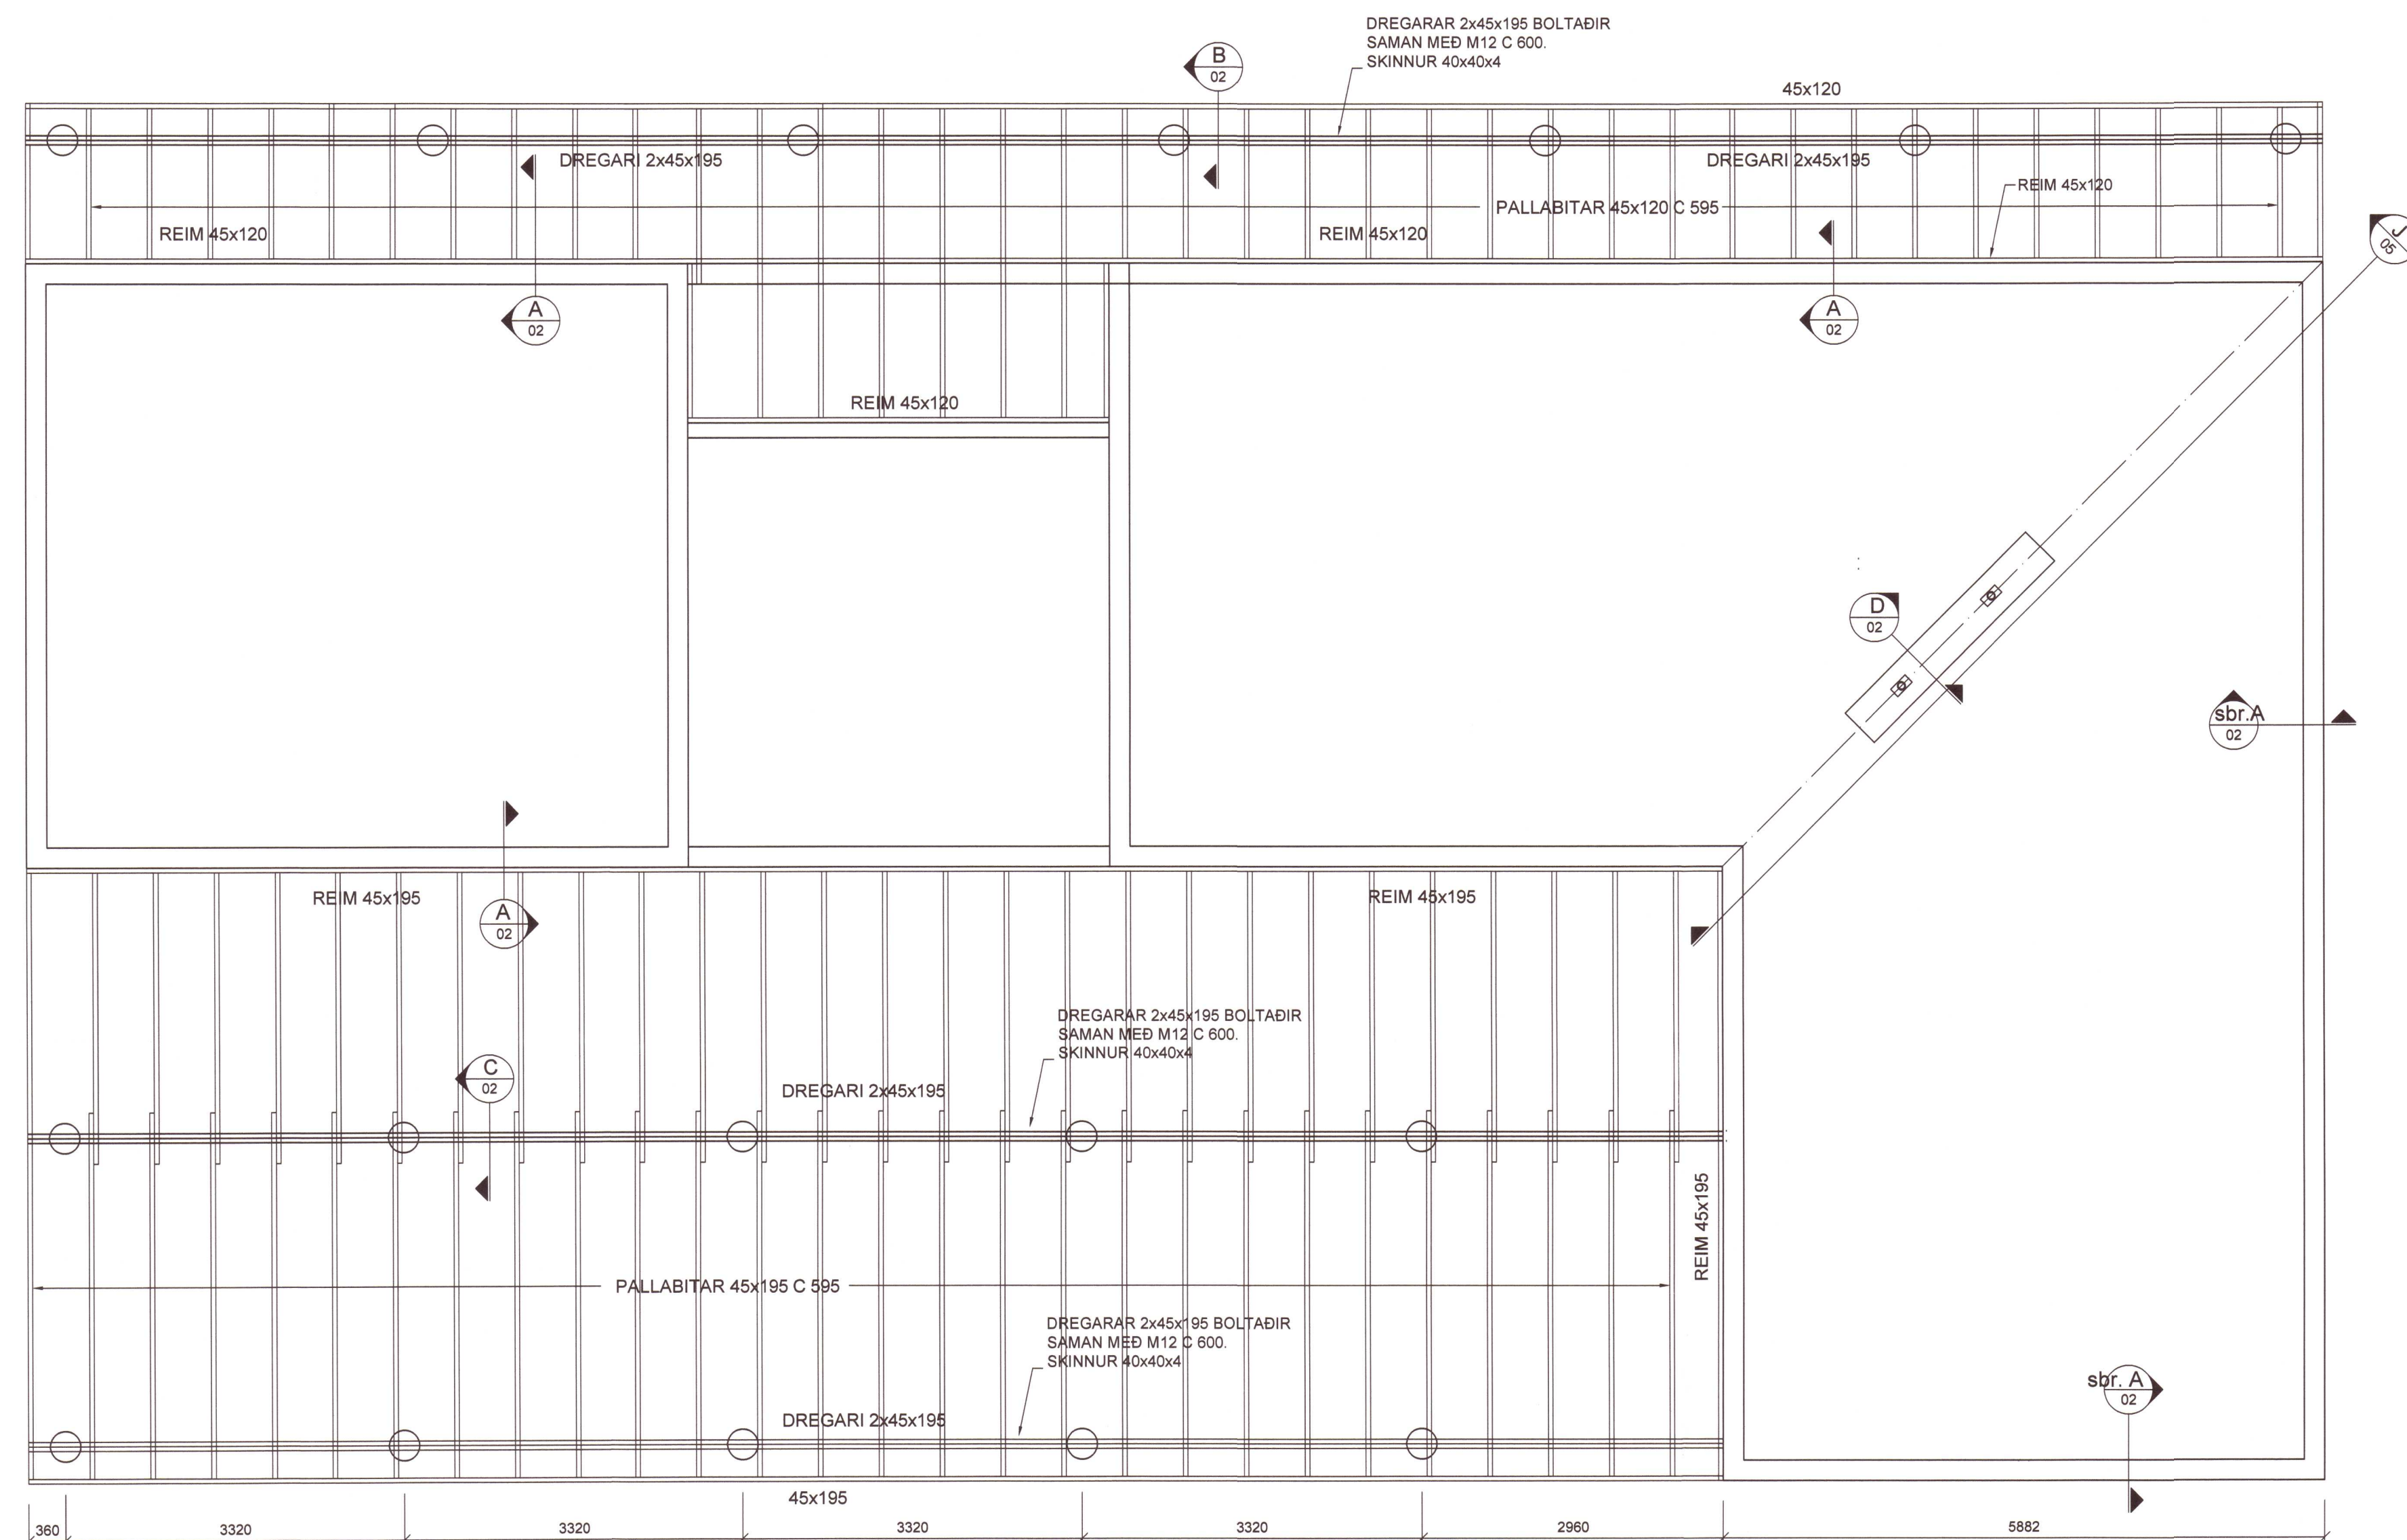 DREGARAR 2x45x195 BOLTAÐIR
SAMAN MEÐ M12 C 600.
SKINNUR 40x40x4
B
02
45x120
DREGARI 2x45x195
DREGARI 2x45x195
REIM 45x120
PALLABITAR 45x120 C 595
REIM 45x120
REIM 45x120
J
05
A
02
A
02
REIM 45x120
D
02
sbr.A
02
REIM 45x195
REIM 45x195
A
02
DREGARAR 2x45x195 BOLTAÐIR
SAMAN MEÐ M12 C 600.
SKINNUR 40x40x4
C
02
DREGARI 2x45x195
REIM 45x195
PALLABITAR 45x195 C 595
DREGARAR 2x45x195 BOLTAÐIR
SAMAN MEÐ M12 C 600.
SKINNUR 40x40x4
sbr. A
02
DREGARI 2x45x195
45x195
360
3320
3320
3320
3320
2960
5882